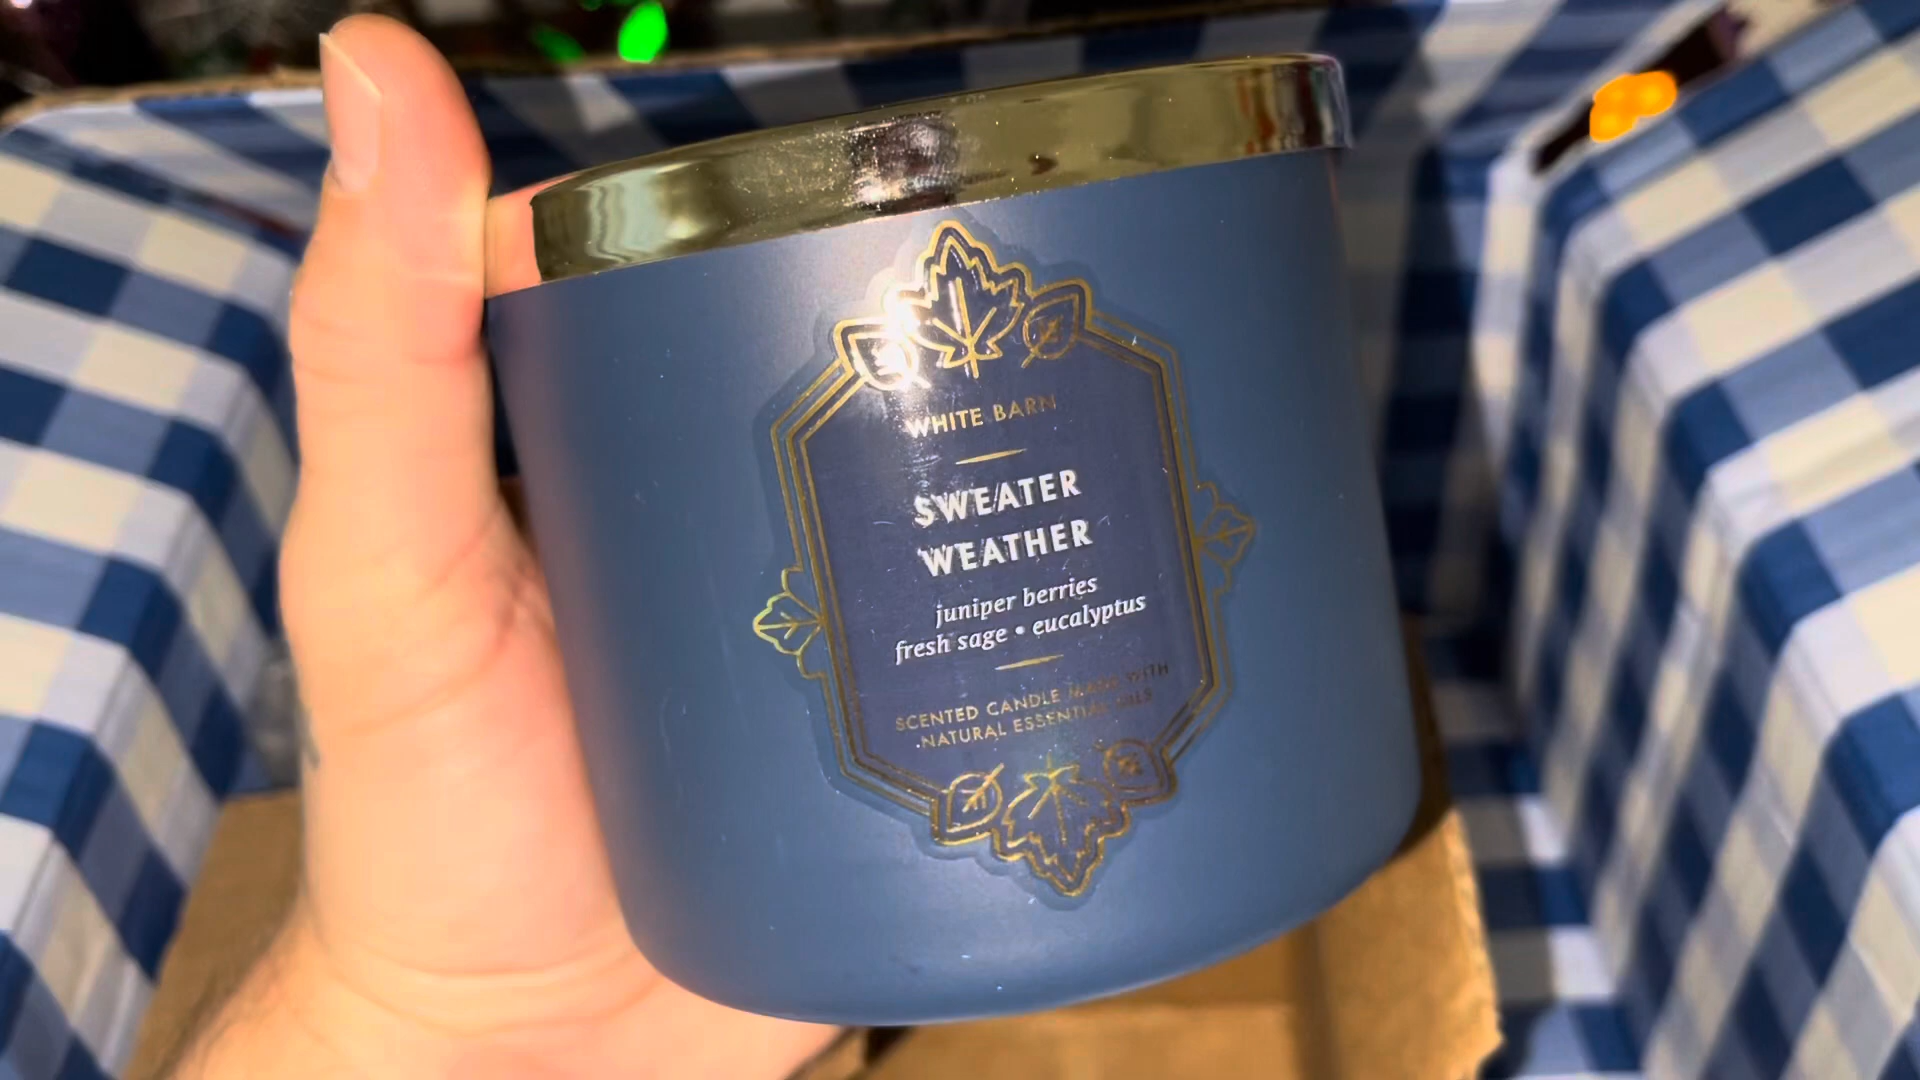 WHITE BARN
SWEATER
WEATHER
juniper berries
fresh sage • eucalyptus
SCENTED CANDLE MADE WITH
NATURAL ESSENTIAL OILS